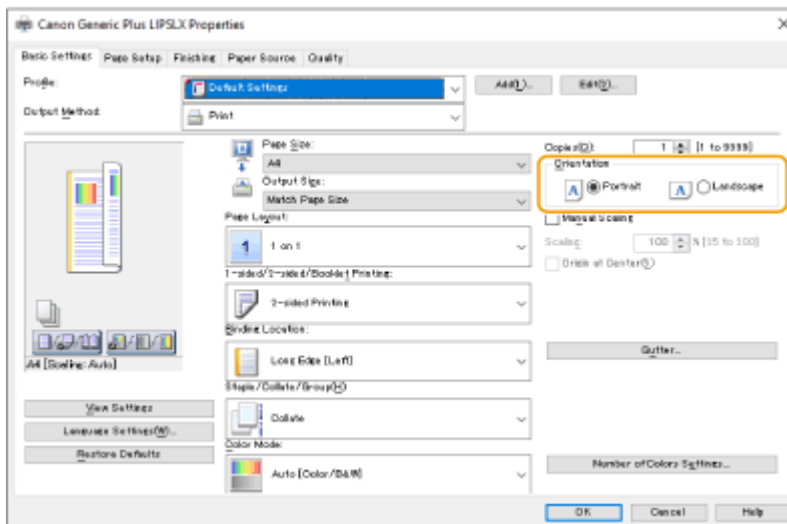 Canon Generic Plus LIPSLX Properties
Basic Settings Page Setup Finishing Paper Source Quality
Profile: Default Settings Add(1)... Edit(2)...
Output Method: Print
Page Size: Copies(Q): 1 [1 to 9999]
A4 Orientation
Output Size: A Portrait A Landscape
Match Page Size
Page Layout: Manual Scaling
1 1 on 1 Scaling: 100 % [25 to 200]
1-sided/2-sided/Booklet Printing: Origin at Center(5)
2-sided Printing
Binding Location:
A4 [Scaling: Auto] Long Edge [Left] Gutter...
Staple/Collate/Group(H)
View Settings Collate
Language Settings(W)...
Restore Defaults Color Mode:
Auto [Color/B&W] Number of Colors Settings...
OK Cancel Help